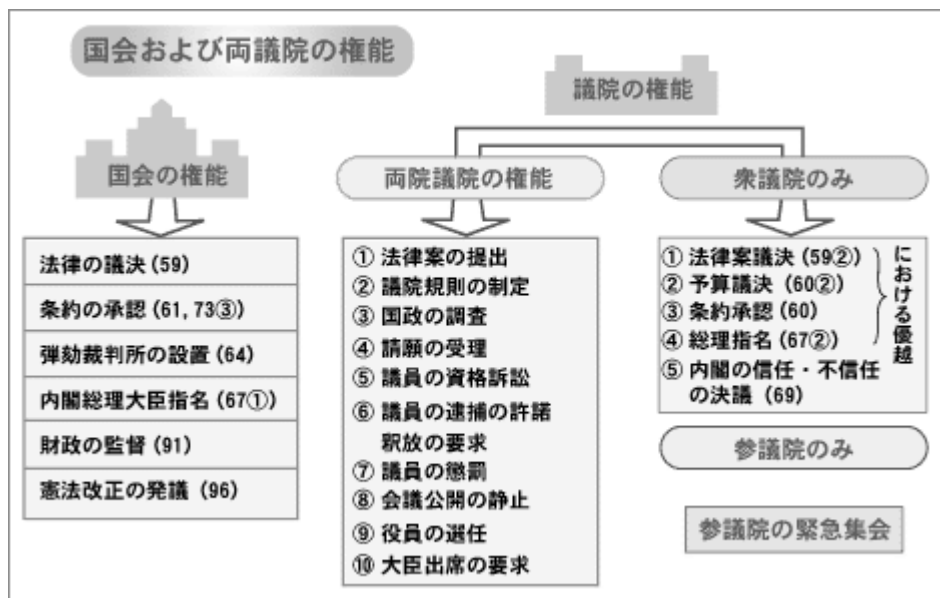 国会および両議院の権能
議院の権能
国会の権能
法律の議決 (59)
条約の承認 (61, 73③)
弾劾裁判所の設置 (64)
内閣総理大臣指名 (67①)
財政の監督 (91)
憲法改正の発議 (96)
両院議院の権能
① 法律案の提出
② 議院規則の制定
③ 国政の調査
④ 請願の受理
⑤ 議員の資格訴訟
⑥ 議員の逮捕の許諾
釈放の要求
⑦ 議員の懲罰
⑧ 会議公開の静止
⑨ 役員の選任
⑩ 大臣出席の要求
衆議院のみ
① 法律案議決 (59②)
② 予算議決 (60②)
③ 条約承認 (60)
④ 総理指名 (67②)
における優越
⑤ 内閣の信任・不信任
の決議 (69)
参議院のみ
参議院の緊急集会